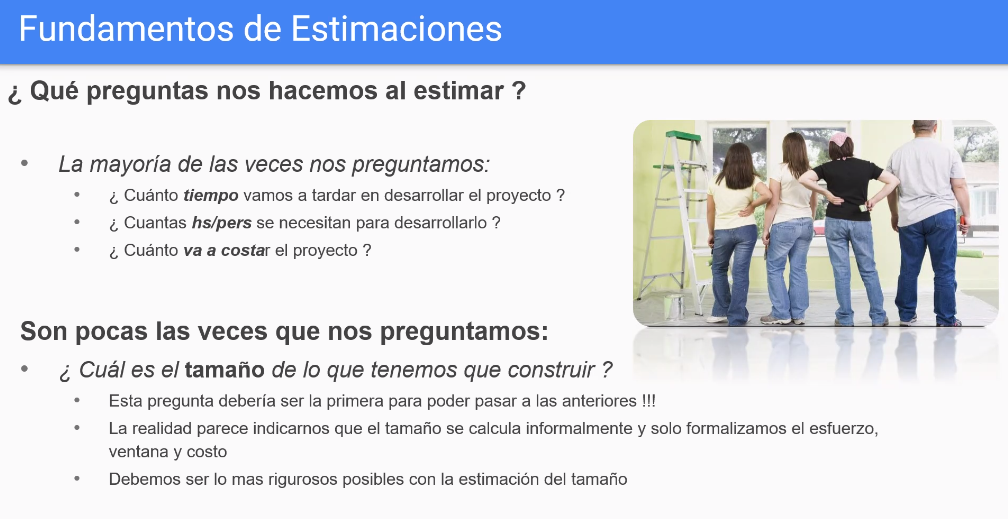 Fundamentos de Estimaciones
¿ Qué preguntas nos hacemos al estimar ?
• La mayoría de las veces nos preguntamos:
• ¿ Cuánto tiempo vamos a tardar en desarrollar el proyecto ?
• ¿ Cuantas hs/pers se necesitan para desarrollarlo ?
• ¿ Cuánto va a costar el proyecto ?
Son pocas las veces que nos preguntamos:
• ¿ Cuál es el tamaño de lo que tenemos que construir ?
• Esta pregunta debería ser la primera para poder pasar a las anteriores !!!
• La realidad parece indicarnos que el tamaño se calcula informalmente y solo formalizamos el esfuerzo,
ventana y costo
• Debemos ser lo mas rigurosos posibles con la estimación del tamaño